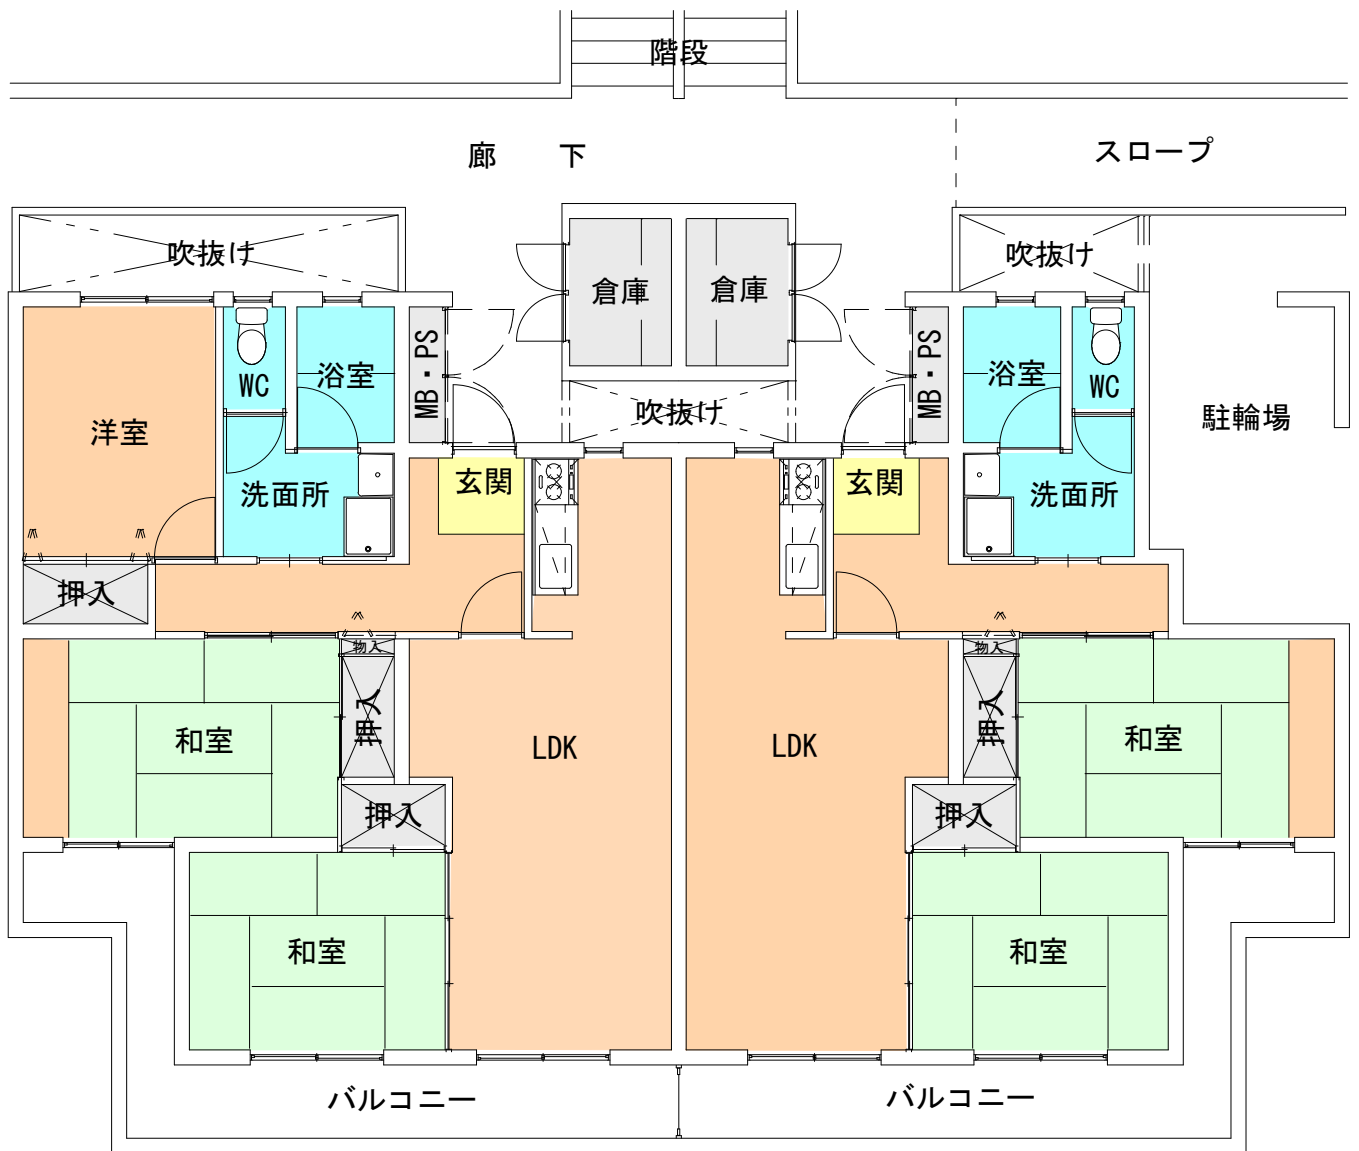 階段
廊 下
スロープ
吹抜け
吹抜け
倉庫
倉庫
MB・PS
MB・PS
吹抜け
WC
浴室
浴室
WC
洋室
駐輪場
玄関
玄関
洗面所
洗面所
押入
物入
物入
押入
押入
和室
LDK
LDK
和室
押入
押入
和室
和室
バルコニー
バルコニー